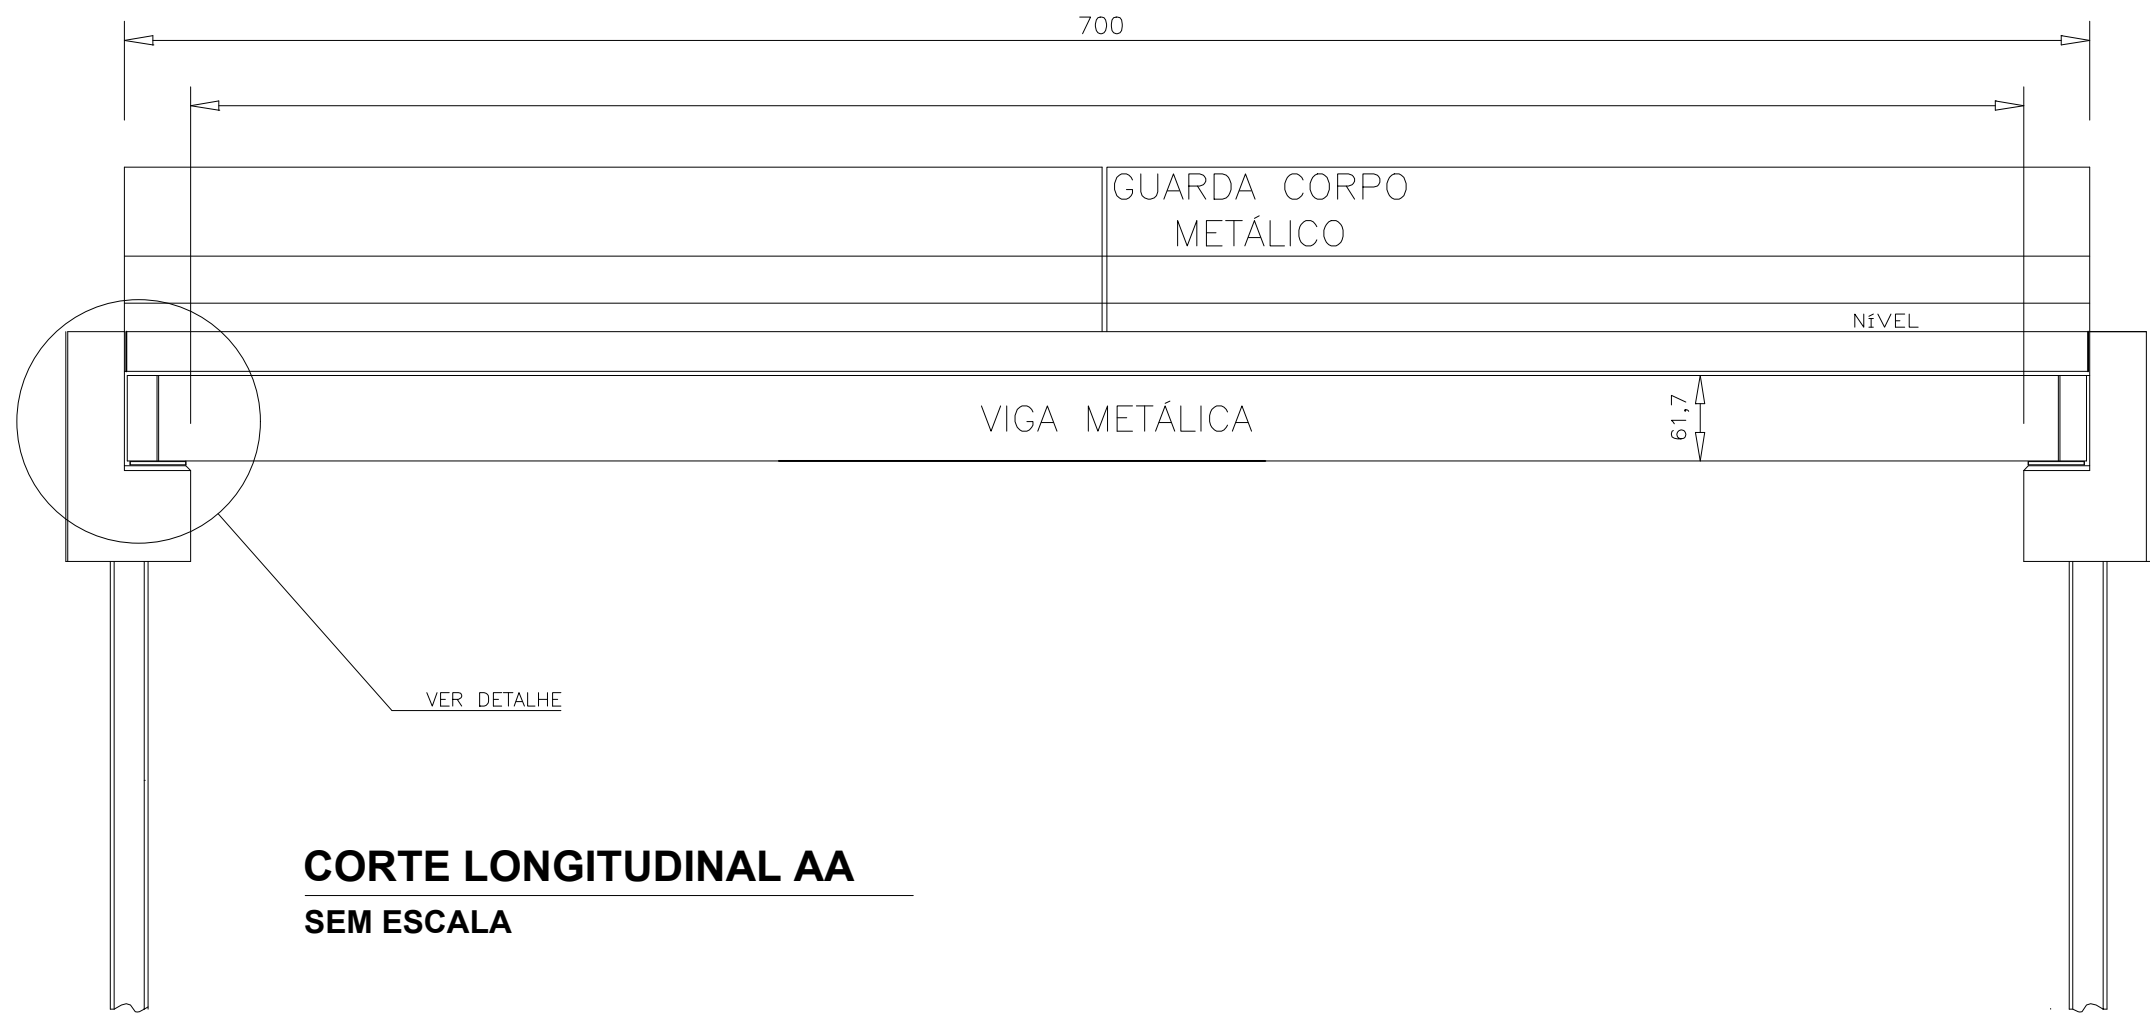 700
GUARDA CORPO
METÁLICO
NíVEL
VIGA METÁLICA
61,7
VER DETALHE
CORTE LONGITUDINAL AA
SEM ESCALA